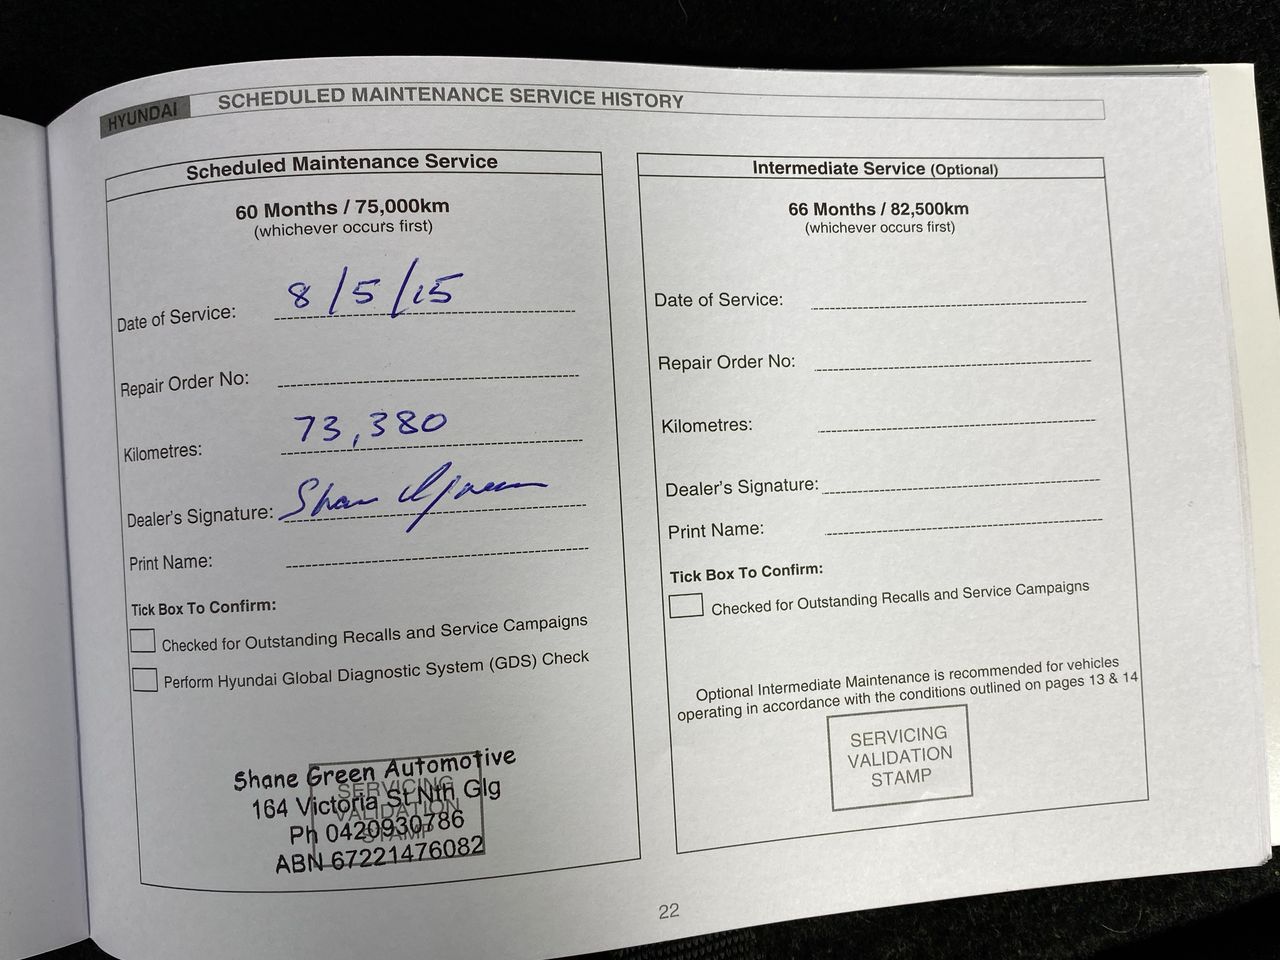 HYUNDAI SCHEDULED MAINTENANCE SERVICE HISTORY
Scheduled Maintenance Service
60 Months / 75,000km
(whichever occurs first)
Date of Service: 8/5/15
Repair Order No:
Kilometres: 73,380
Dealer's Signature: Shane Green
Print Name:
Tick Box To Confirm:
Checked for Outstanding Recalls and Service Campaigns
Perform Hyundai Global Diagnostic System (GDS) Check
SERVICING
VALIDATION
STAMP
Shane Green Automotive
164 Victoria St Nth Glg
Ph 0420930786
ABN 67221476082
Intermediate Service (Optional)
66 Months / 82,500km
(whichever occurs first)
Date of Service:
Repair Order No:
Kilometres:
Dealer's Signature:
Print Name:
Tick Box To Confirm:
Checked for Outstanding Recalls and Service Campaigns
Optional Intermediate Maintenance is recommended for vehicles
operating in accordance with the conditions outlined on pages 13 & 14
SERVICING
VALIDATION
STAMP
22